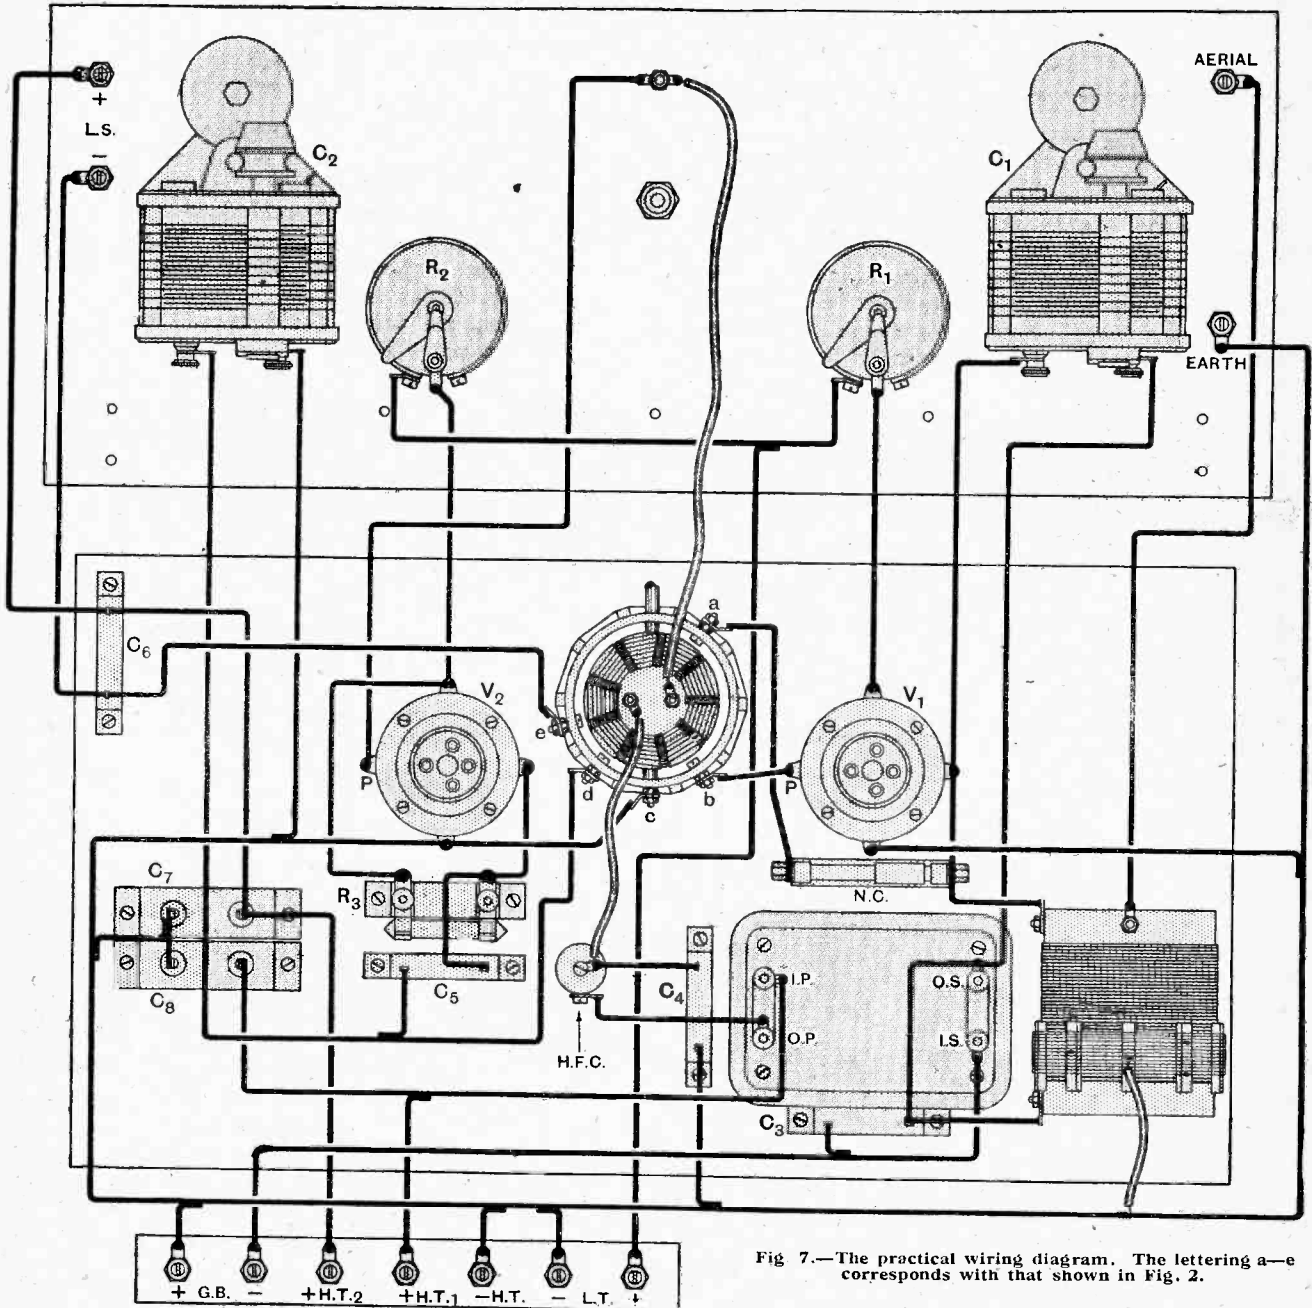 AERIAL
+
L.S.
−
C2
C1
R2
R1
EARTH
a
C6
V2
V1
e
P
d
b
P
c
C7
R3
N.C.
C8
C5
C4
I.P.
O.S.
O.P.
I.S.
H.F.C.
C3
Fig 7.—The practical wiring diagram. The lettering a—e
corresponds with that shown in Fig. 2.
+ G.B. − +H.T.2 +H.T.1 −H.T. − L.T. +